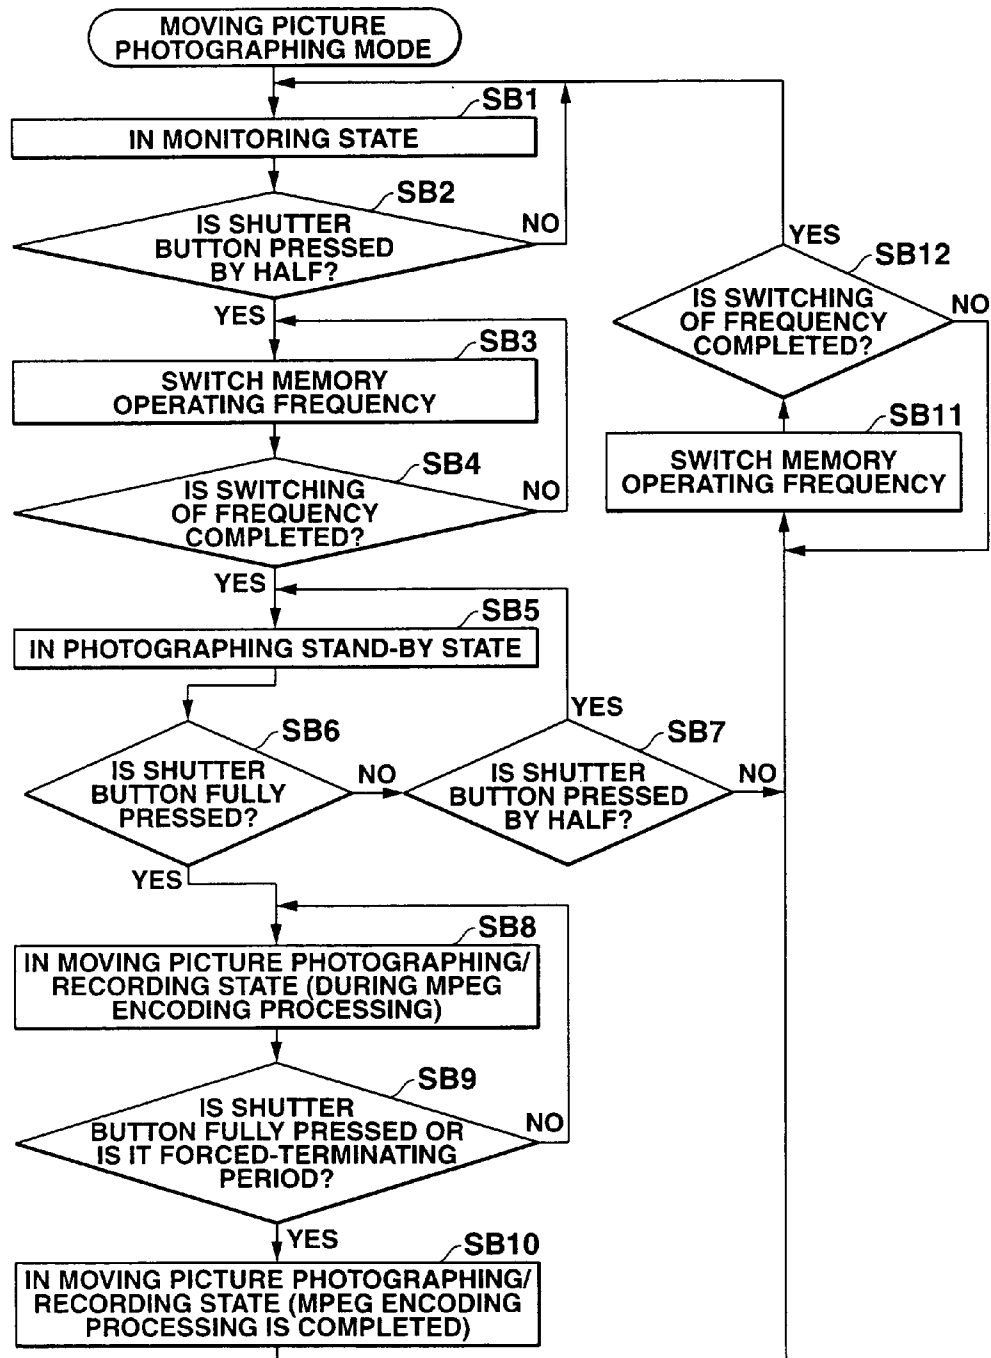 MOVING PICTURE
PHOTOGRAPHING MODE
SB1
IN MONITORING STATE
SB2
IS SHUTTER
BUTTON PRESSED
BY HALF?
NO
YES
SB3
SWITCH MEMORY
OPERATING FREQUENCY
SB4
IS SWITCHING
OF FREQUENCY
COMPLETED?
NO
YES
SB5
IN PHOTOGRAPHING STAND-BY STATE
SB6
IS SHUTTER
BUTTON FULLY
PRESSED?
NO
YES
SB7
IS SHUTTER
BUTTON PRESSED
BY HALF?
YES
NO
SB8
IN MOVING PICTURE PHOTOGRAPHING/
RECORDING STATE (DURING MPEG
ENCODING PROCESSING)
SB9
IS SHUTTER
BUTTON FULLY PRESSED OR
IS IT FORCED-TERMINATING
PERIOD?
NO
YES
SB10
IN MOVING PICTURE PHOTOGRAPHING/
RECORDING STATE (MPEG ENCODING
PROCESSING IS COMPLETED)
SB11
SWITCH MEMORY
OPERATING FREQUENCY
SB12
IS SWITCHING
OF FREQUENCY
COMPLETED?
YES
NO